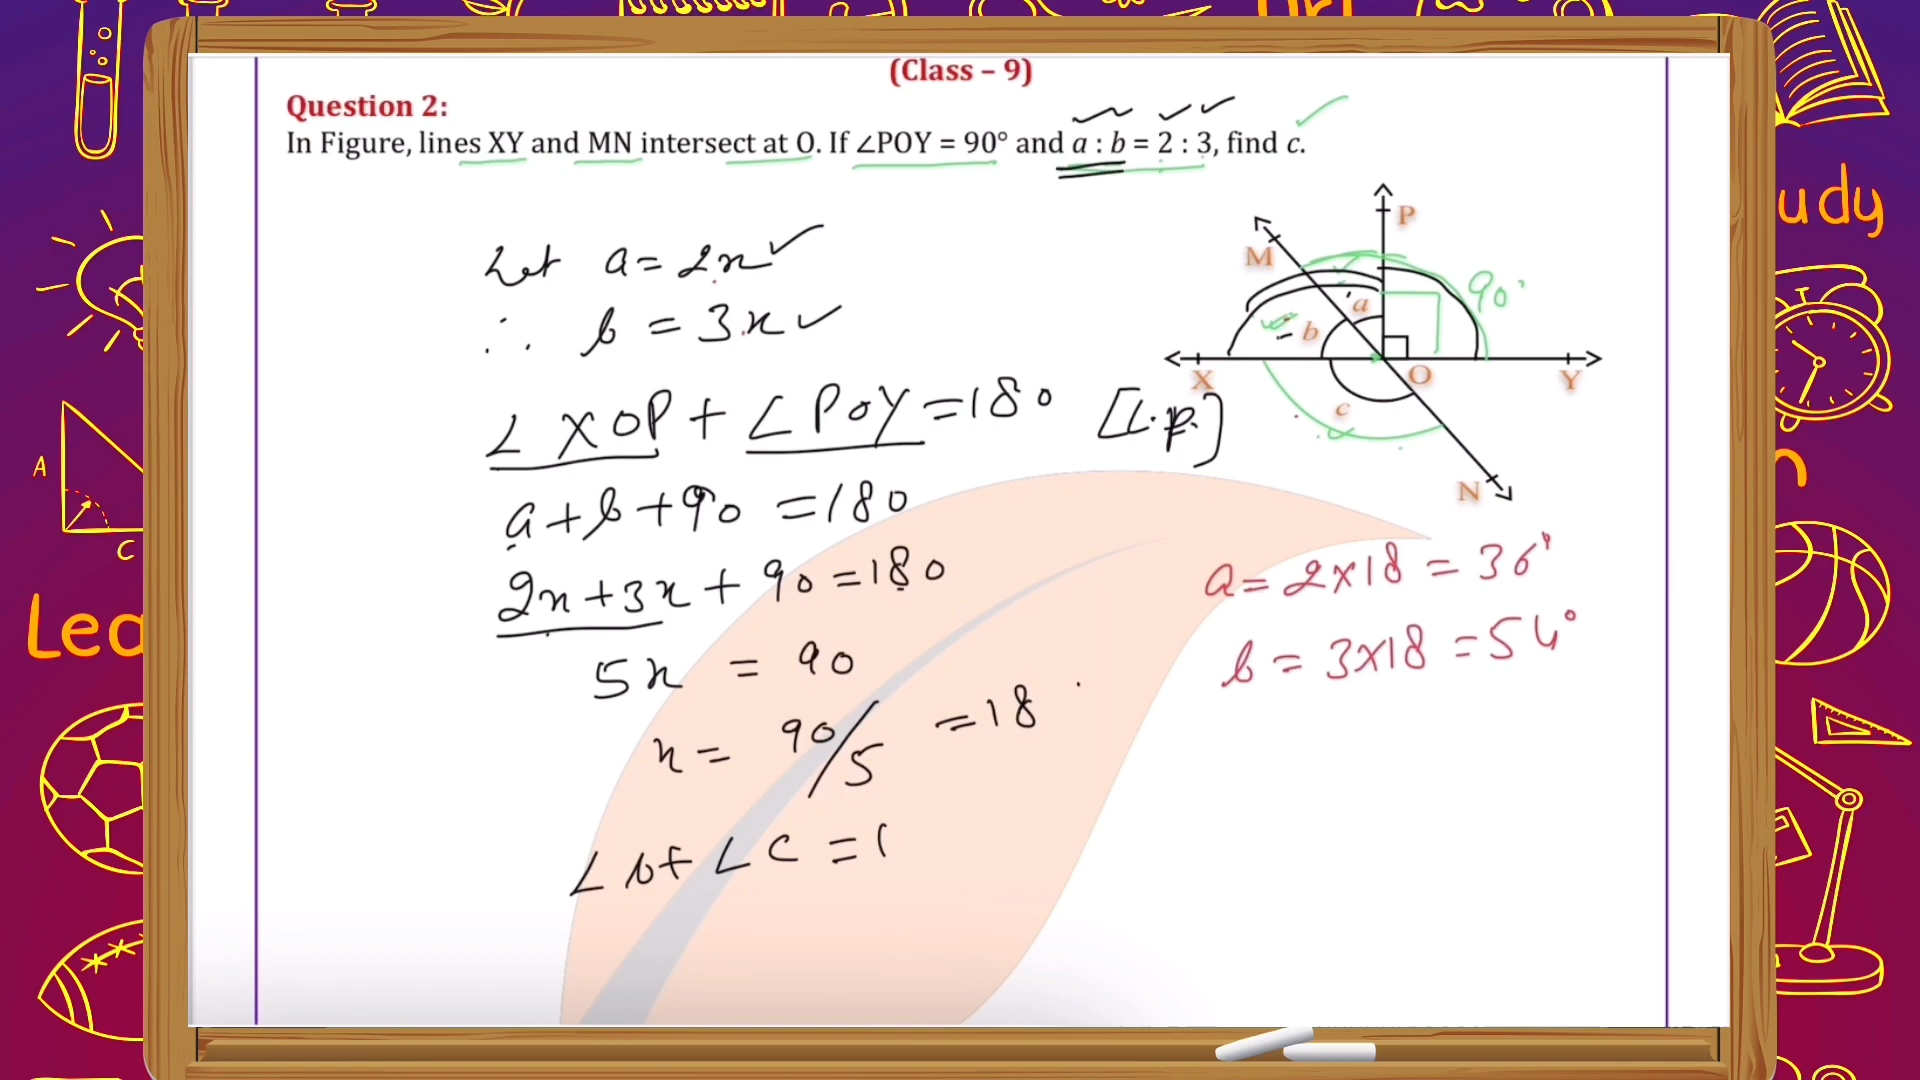 (Class – 9)
Question 2:
In Figure, lines XY and MN intersect at O. If ∠POY = 90° and a : b = 2 : 3, find c.
Let a = 2x
∴ b = 3x
∠XOP + ∠POY = 180 [L.P.]
a + b + 90 = 180
2x + 3x + 90 = 180
5x = 90
x = 90/5 = 18
∠b + ∠C = (
a = 2×18 = 36°
b = 3×18 = 54°
P
M
90°
a
b
X
O
Y
c
N
A
C
Lea
udy
n